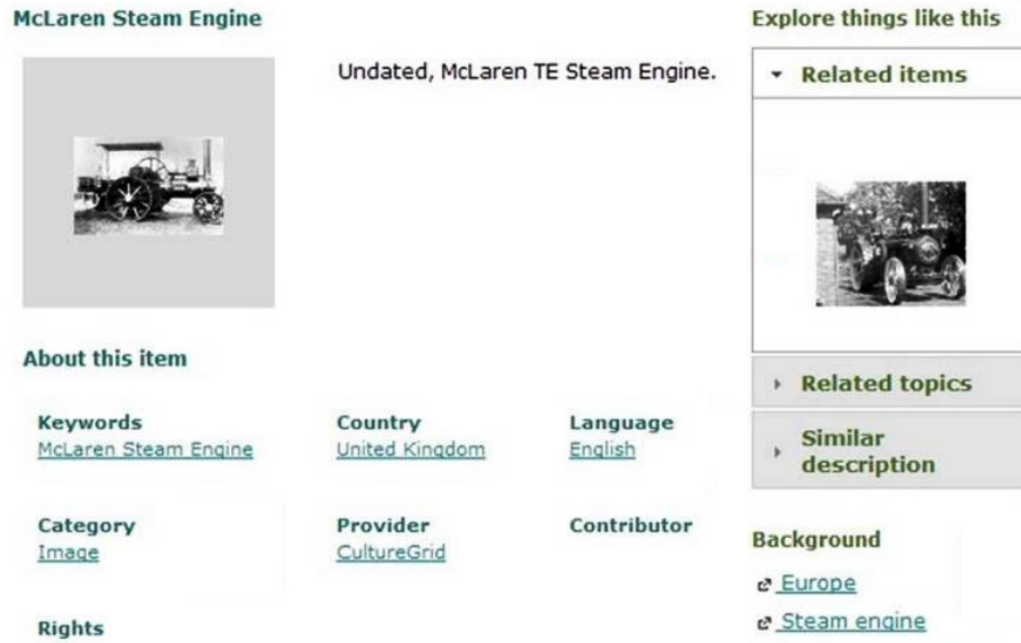 McLaren Steam Engine
Undated, McLaren TE Steam Engine.
About this item
Keywords
McLaren Steam Engine
Country
United Kingdom
Language
English
Category
Image
Provider
CultureGrid
Contributor
Rights
Explore things like this
Related items
Related topics
Similar
description
Background
Europe
Steam engine